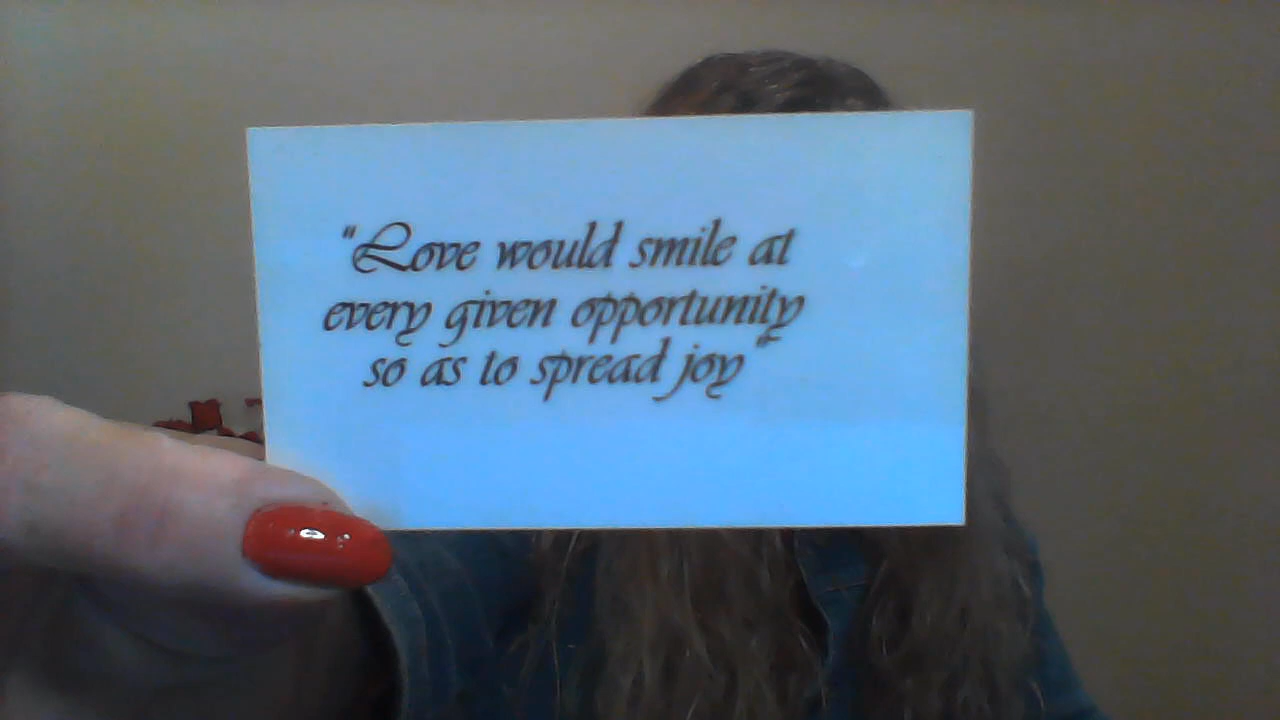 "Love would smile at
every given opportunity
so as to spread joy"